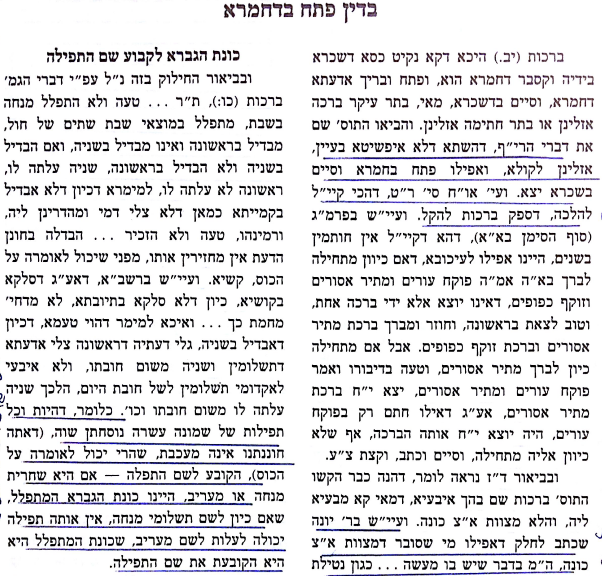 בדין פתח בדחמרא
ברכות (יב.) היכא דקא נקיט כסא דשכרא
בידיה וקסבר דחמרא הוא, ופתח ובריך אדעתא
דחמרא, וסיים בדשכרא, מאי, בתר עיקר ברכה
אזלינן או בתר חתימה אזלינן. והביאו התוס׳ שם
את דברי הרי״ף, דהשתא דלא איפשיטא בעיין,
אזלינן לקולא, ואפילו פתח בחמרא וסיים
בשכרא יצא. ועי׳ או״ח סי׳ ר״ט, דהכי קיי״ל
להלכה, דספק ברכות להקל. ועיי״ש בפרמ״ג
(סוף הסימן בא״א), דהא דקיי״ל אין חותמין
בשנים, היינו אפילו לעיכובא, דאם כיוון מתחילה
לברך בא״ה אמ״ה פוקח עורים ומתיר אסורים
וזוקף כפופים, דאינו יוצא אלא ידי ברכה אחת,
וטוב לצאת בראשונה, וחוזר ומברך ברכת מתיר
אסורים וברכת זוקף כפופים. אבל אם מתחילה
כיון לברך מתיר אסורים, וטעה בדיבורו ואמר
פוקח עורים ומתיר אסורים, יצא י״ח ברכת
מתיר אסורים, אע״ג דאילו חתם רק בפוקח
עורים, היה יוצא י״ח אותה הברכה, אף שלא
כיוון אליה מתחילה, וסיים וכתב, וקצת צ״ע.
ובביאור ד״ז נראה לומר, דהנה כבר הקשו
התוס׳ ברכות שם בהך איבעיא, דמאי קא מבעיא
ליה, והלא מצוות א״צ כונה. ועיי״ש בר׳ יונה
שכתב לחלק דאפילו מי שסובר דמצוות א״צ
כונה, ה״מ בדבר שיש בו מעשה ... כגון נטילת
כונת הגברא לקבוע שם התפילה
ובביאור החילוק בזה נ״ל עפ״י דברי הגמ׳
ברכות (כו:), ת״ר ... טעה ולא התפלל מנחה
בשבת, מתפלל במוצאי שבת שתים של חול,
מבדיל בראשונה ואינו מבדיל בשניה, ואם הבדיל
בשניה ולא הבדיל בראשונה, שניה עלתה לו,
ראשונה לא עלתה לו, למימרא דכיון דלא אבדיל
בקמייתא כמאן דלא צלי דמי ומהדרינן ליה,
ורמינהו, טעה ולא הזכיר ... הבדלה בחונן
הדעת אין מחזירין אותו, מפני שיכול לאומרה על
הכוס, קשיא. ועיי״ש ברשב״א, דאע״ג דסלקא
בקושיא, כיון דלא סלקא בתיובתא, לא מדחי׳
מחמת כך ... ואיכא למימר דהוי טעמא, דכיון
דאבדיל בשניה, גלי דעתיה דראשונה צלי אדעתא
דתשלומין ושניה משום חובתו, ולא איבעי
לאקדומי תשלומין לשל חובת היום, הלכך שניה
עלתה לו משום חובתו וכו׳. כלומר, דהיות וכל
תפילות של שמונה עשרה נוסחתן שוה, (דאתה
חוננתנו אינה מעכבת, שהרי יכול לאומרה על
הכוס), הקובע לשם התפלה — אם היא שחרית
מנחה או מעריב, היינו כונת הגברא המתפלל,
שאם כיון לשם תשלומי מנחה, אין אותה תפילה
יכולה לעלות לשם מעריב, שכונת המתפלל היא
היא הקובעת את שם התפילה.